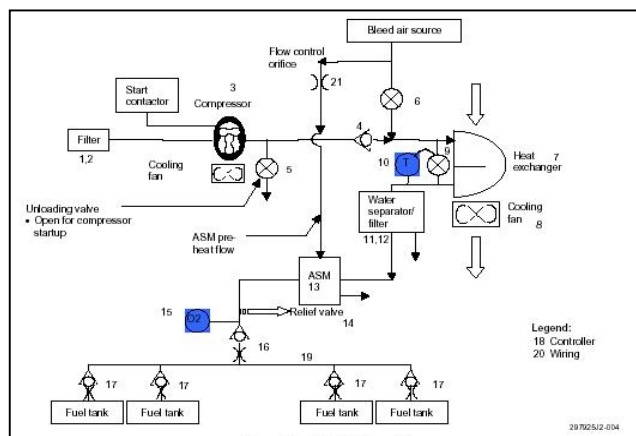 Bleed air source
Flow control
orifice
21
3
Compressor
Start
contactor
6
4
Filter
1,2
Cooling
fan
5
10
T
9
Heat
exchanger
7
Unloading valve
• Open for compressor
startup
Water
separator/
filter
11,12
Cooling
fan
8
ASM pre-
heat flow
ASM
13
15
O2
Relief valve
14
16
19
Legend:
18 Controller
20 Wiring
17
17
17
17
Fuel tank
Fuel tank
Fuel tank
Fuel tank
297925J2-004